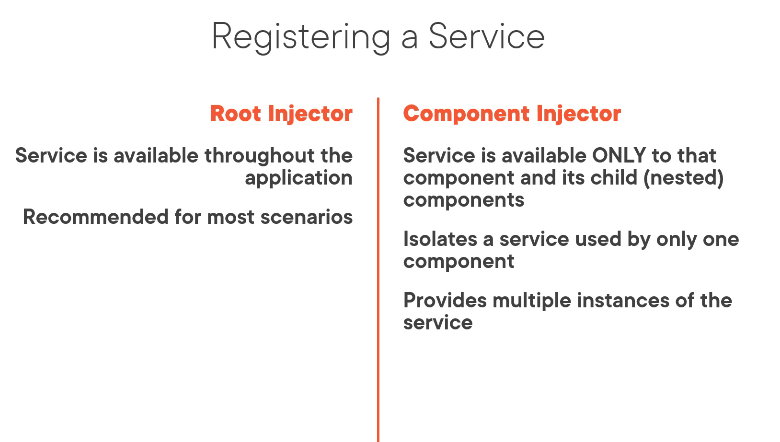 Registering a Service
Root Injector
Service is available throughout the
application
Recommended for most scenarios
Component Injector
Service is available ONLY to that
component and its child (nested)
components
Isolates a service used by only one
component
Provides multiple instances of the
service